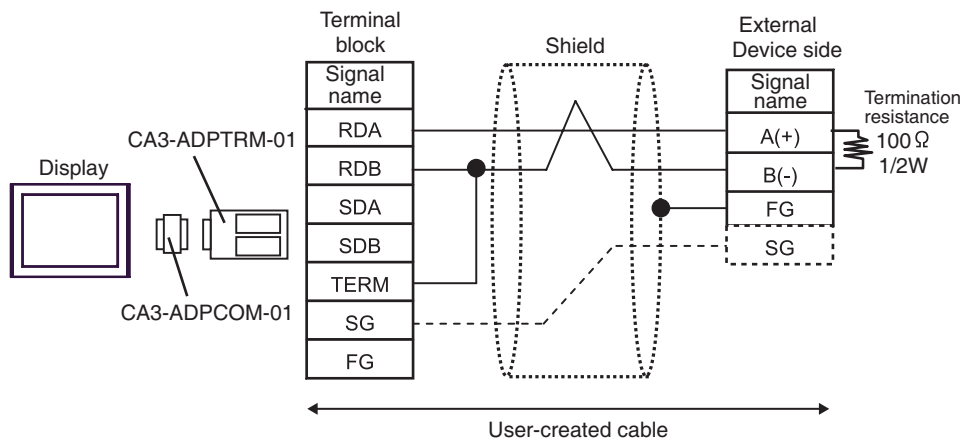 Terminal
block
Shield
External
Device side
Signal
name
Signal
name
Termination
resistance
100Ω
1/2W
CA3-ADPTRM-01
Display
CA3-ADPCOM-01
RDA
RDB
SDA
SDB
TERM
SG
FG
A(+)
B(-)
FG
SG
User-created cable